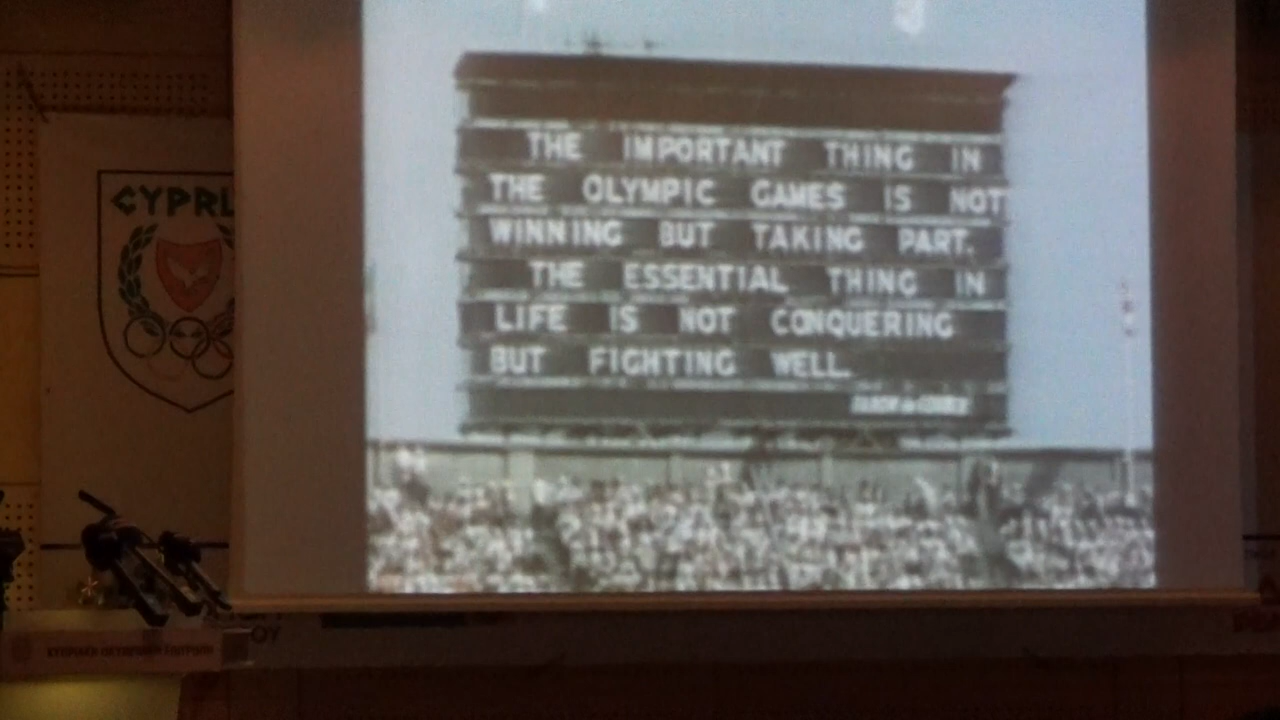 CYPRU
THE IMPORTANT THING IN
THE OLYMPIC GAMES IS NOT
WINNING BUT TAKING PART.
THE ESSENTIAL THING IN
LIFE IS NOT CONQUERING
BUT FIGHTING WELL.